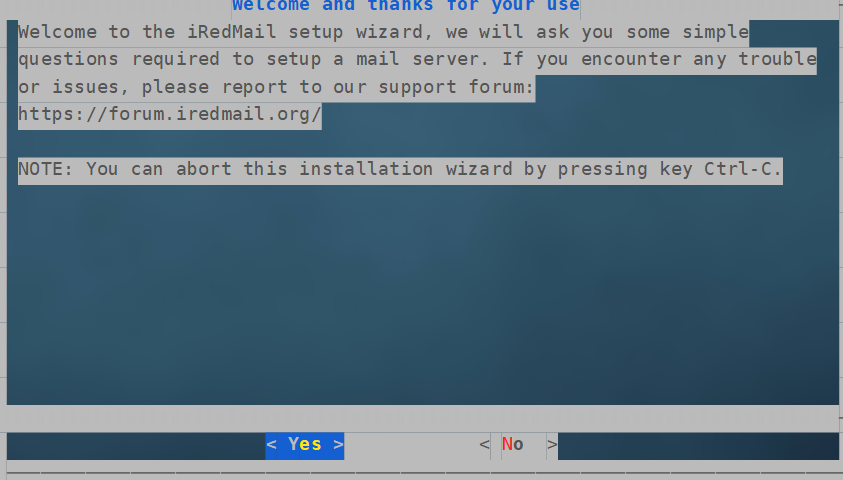 Welcome and thanks for your use
Welcome to the iRedMail setup wizard, we will ask you some simple
questions required to setup a mail server. If you encounter any trouble
or issues, please report to our support forum:
https://forum.iredmail.org/
NOTE: You can abort this installation wizard by pressing key Ctrl-C.
< Yes > < No >